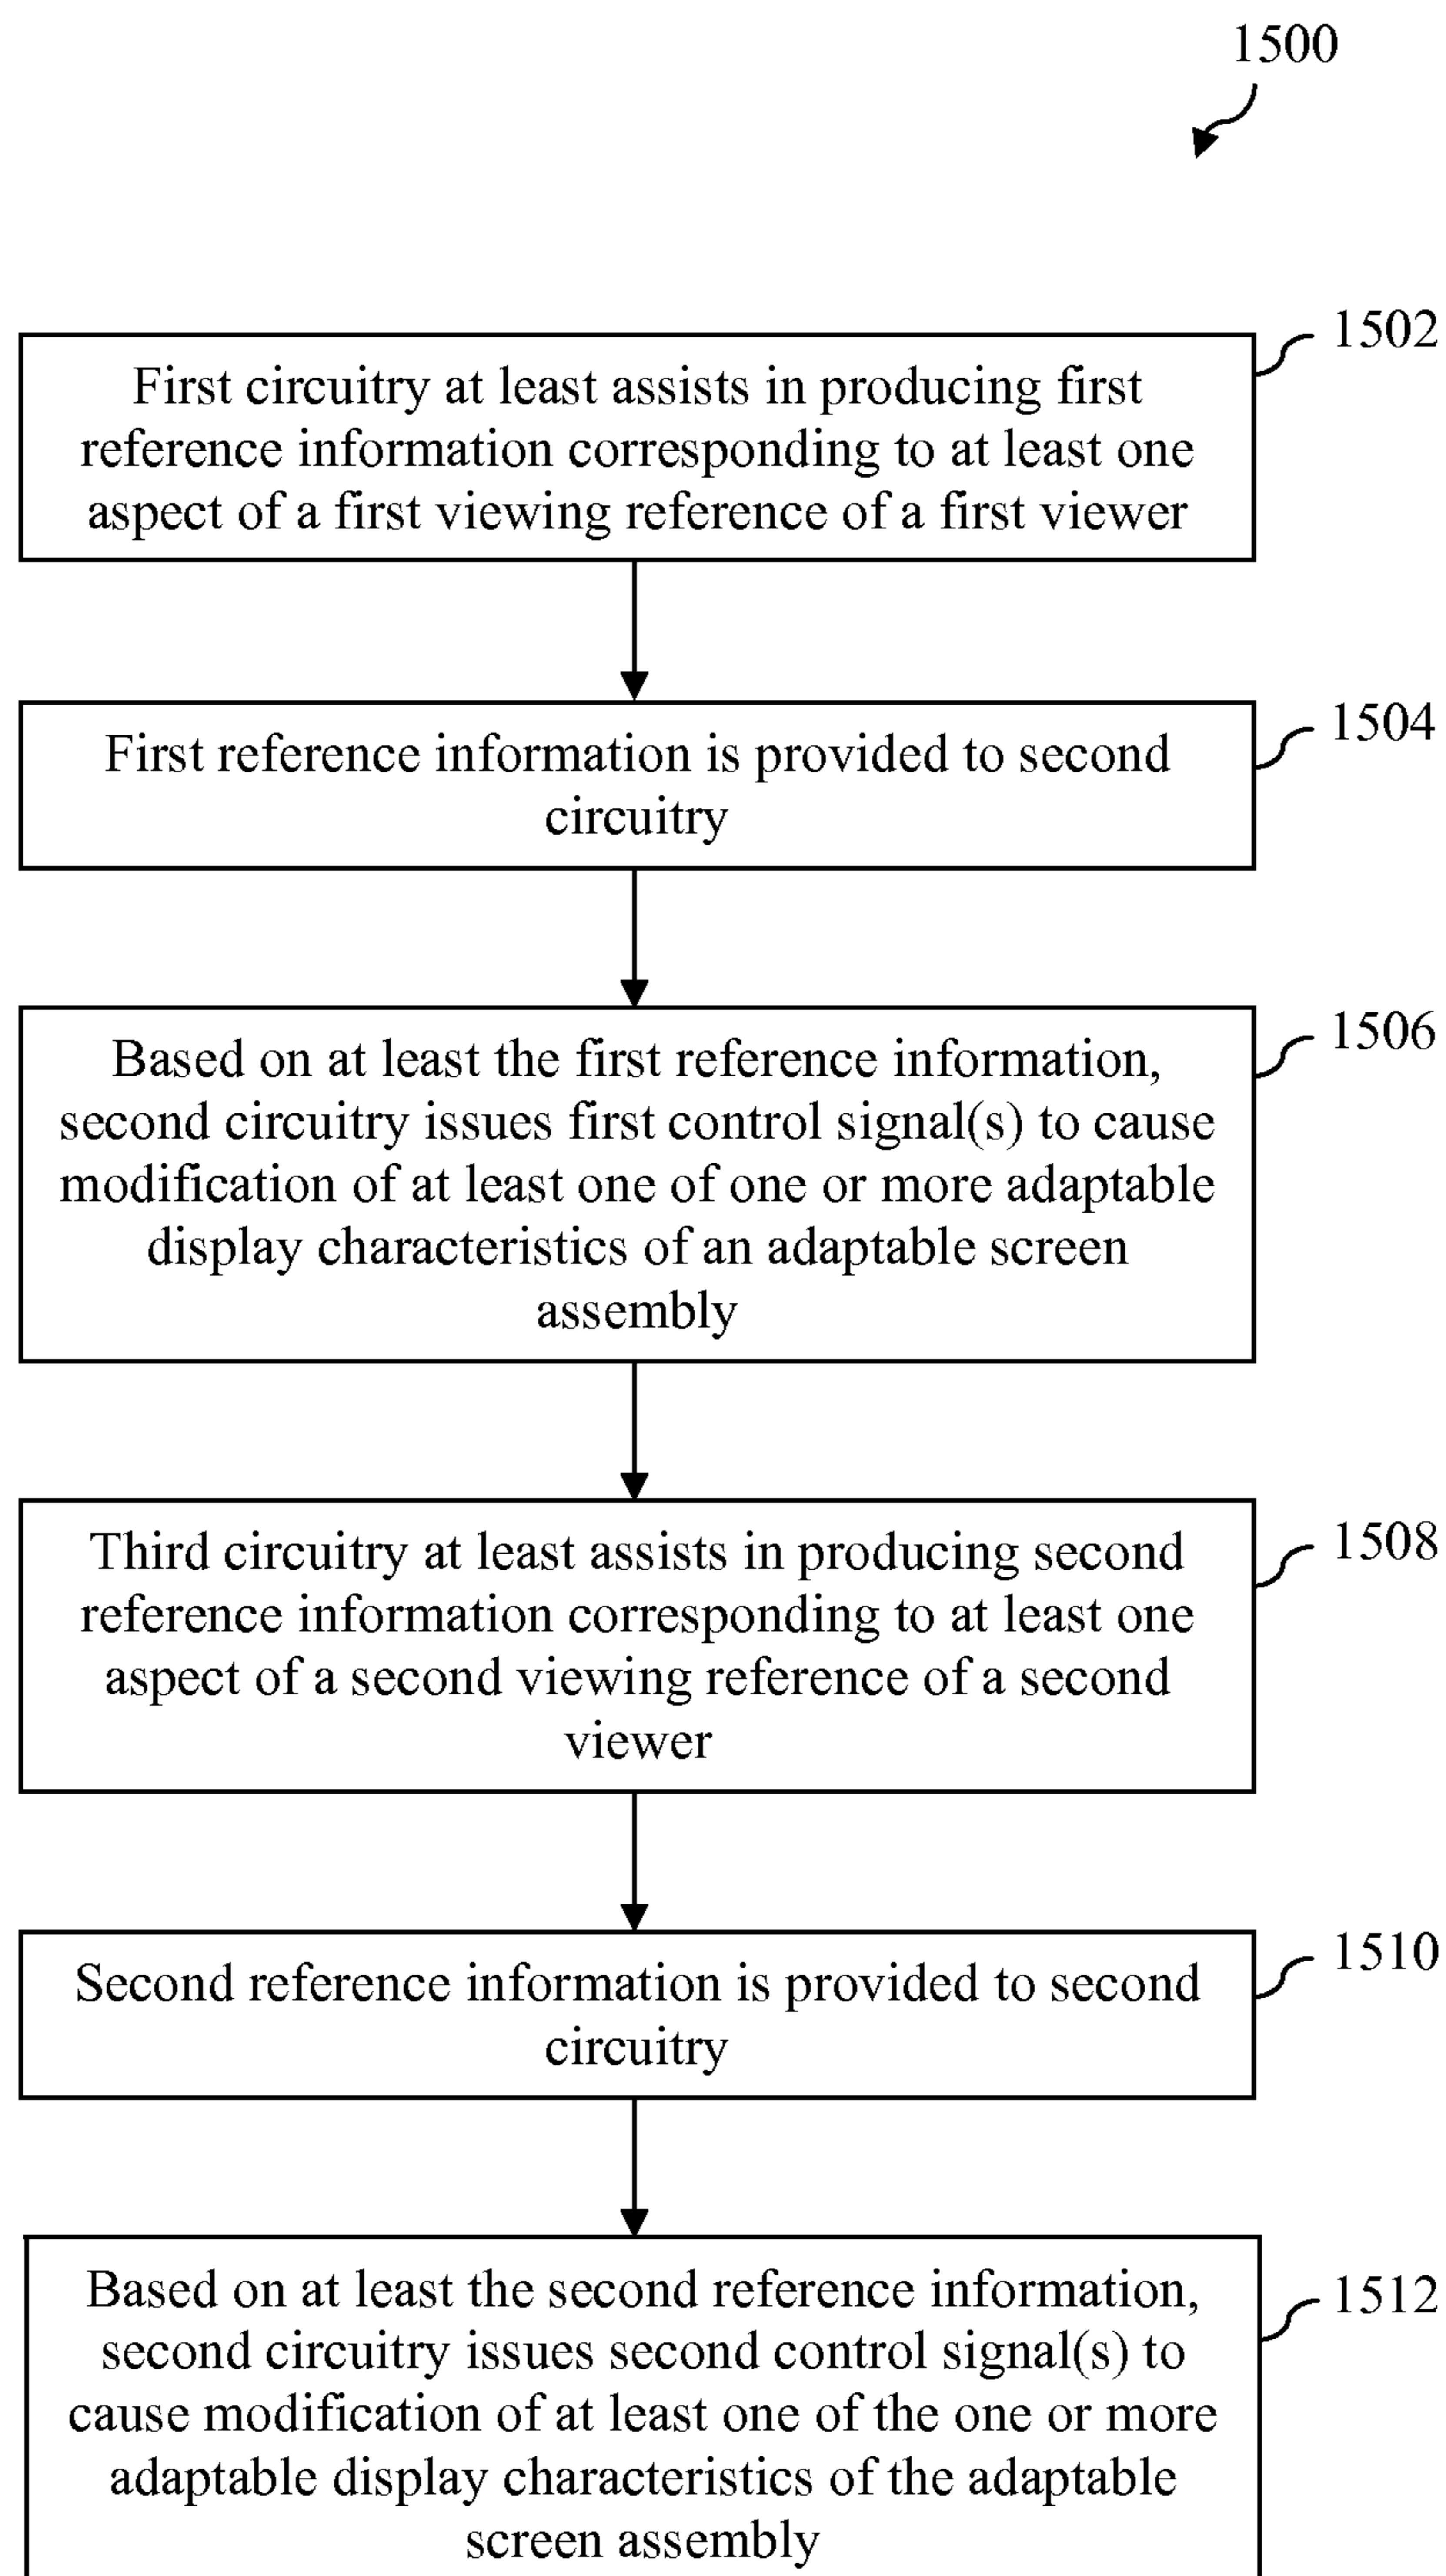 1500
1502
First circuitry at least assists in producing first
reference information corresponding to at least one
aspect of a first viewing reference of a first viewer
1504
First reference information is provided to second
circuitry
1506
Based on at least the first reference information,
second circuitry issues first control signal(s) to cause
modification of at least one of one or more adaptable
display characteristics of an adaptable screen
assembly
1508
Third circuitry at least assists in producing second
reference information corresponding to at least one
aspect of a second viewing reference of a second
viewer
1510
Second reference information is provided to second
circuitry
1512
Based on at least the second reference information,
second circuitry issues second control signal(s) to
cause modification of at least one of the one or more
adaptable display characteristics of the adaptable
screen assembly